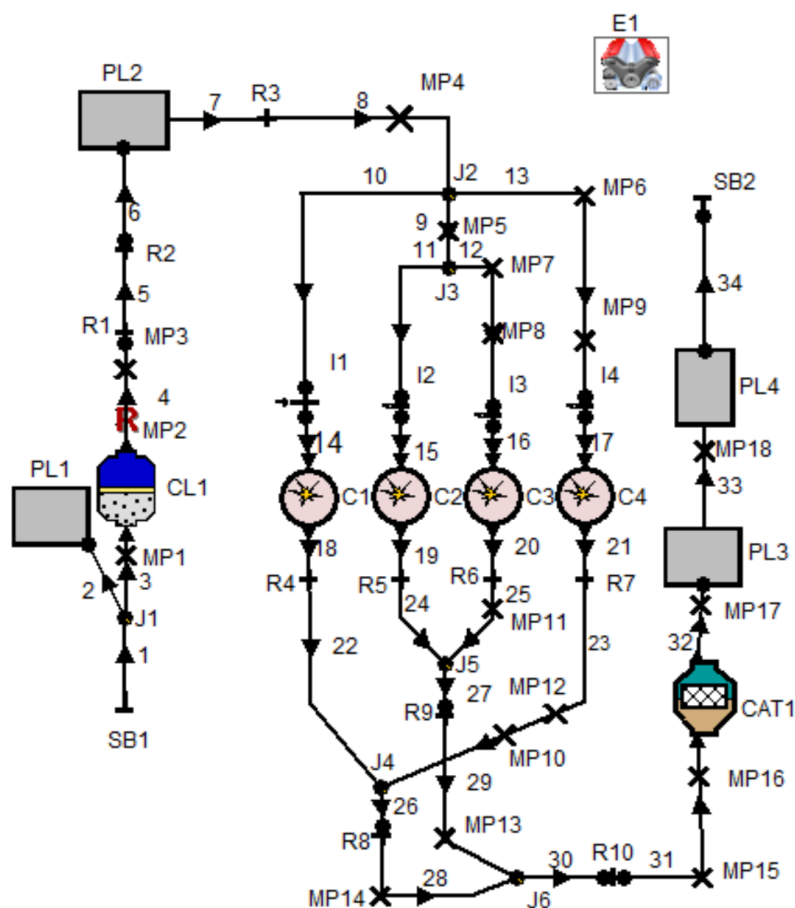 E1
PL2
7
R3
8
MP4
10
J2
13
MP6
SB2
6
9
MP5
R2
11
12
MP7
J3
34
5
R1
MP3
MP9
MP8
I1
I2
I3
I4
PL4
4
R
MP2
14
15
16
17
MP18
PL1
CL1
33
C1
C2
C3
C4
MP1
18
19
20
21
PL3
2
3
R4
R5
R6
R7
24
25
MP11
MP17
J1
22
23
32
1
J5
27
MP12
CAT1
R9
SB1
MP10
J4
26
29
MP16
R8
MP13
30
R10
31
MP14
28
J6
MP15